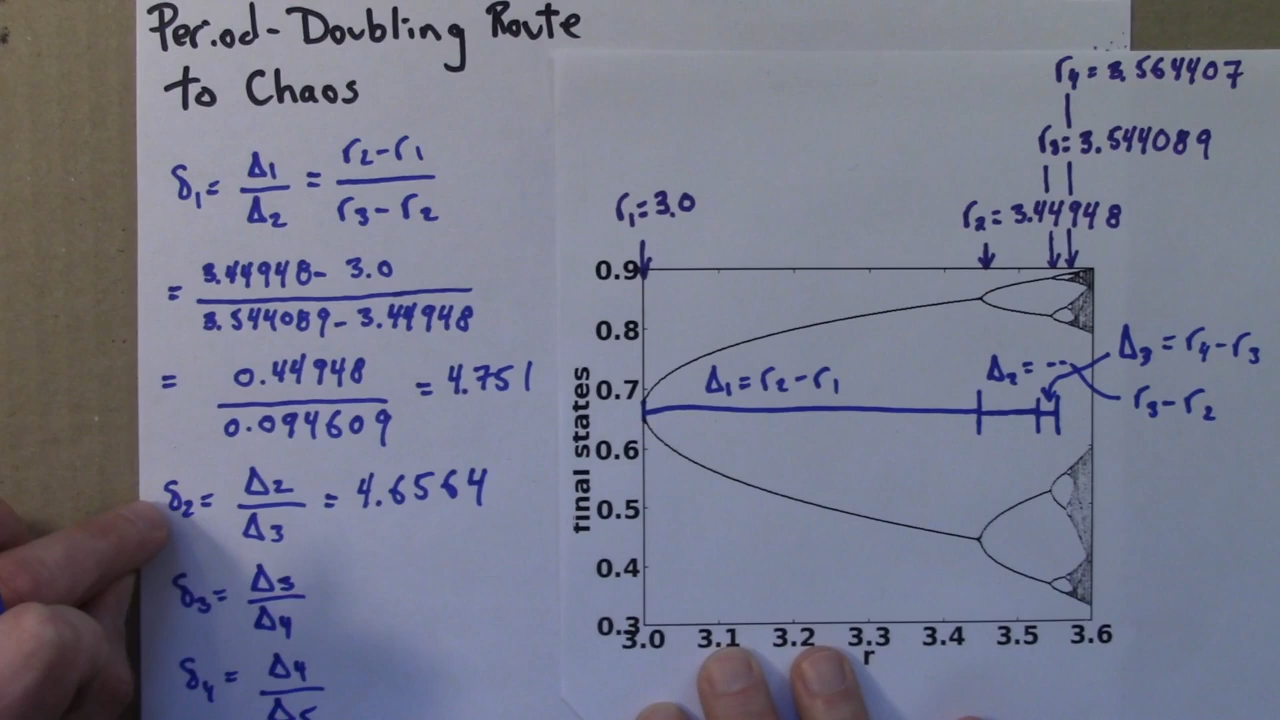 Period-Doubling Route
to Chaos
δ₁ = Δ₁/Δ₂ = (r₂-r₁)/(r₃-r₂)
= (3.44948 - 3.0)/(3.544089 - 3.44948)
= 0.44948/0.094609 = 4.751
δ₂ = Δ₂/Δ₃ = 4.6564
δ₃ = Δ₃/Δ₄
δ₄ = Δ₄/Δ₅
r₄ = 3.564407
r₃ = 3.544089
r₁ = 3.0
r₂ = 3.44948
0.9
0.8
Δ₃ = r₄-r₃
Δ₂ = --
0.7
Δ₁ = r₂-r₁
r₃-r₂
0.6
0.5
0.4
0.3
final states
3.0 3.1 3.2 3.3 3.4 3.5 3.6
r